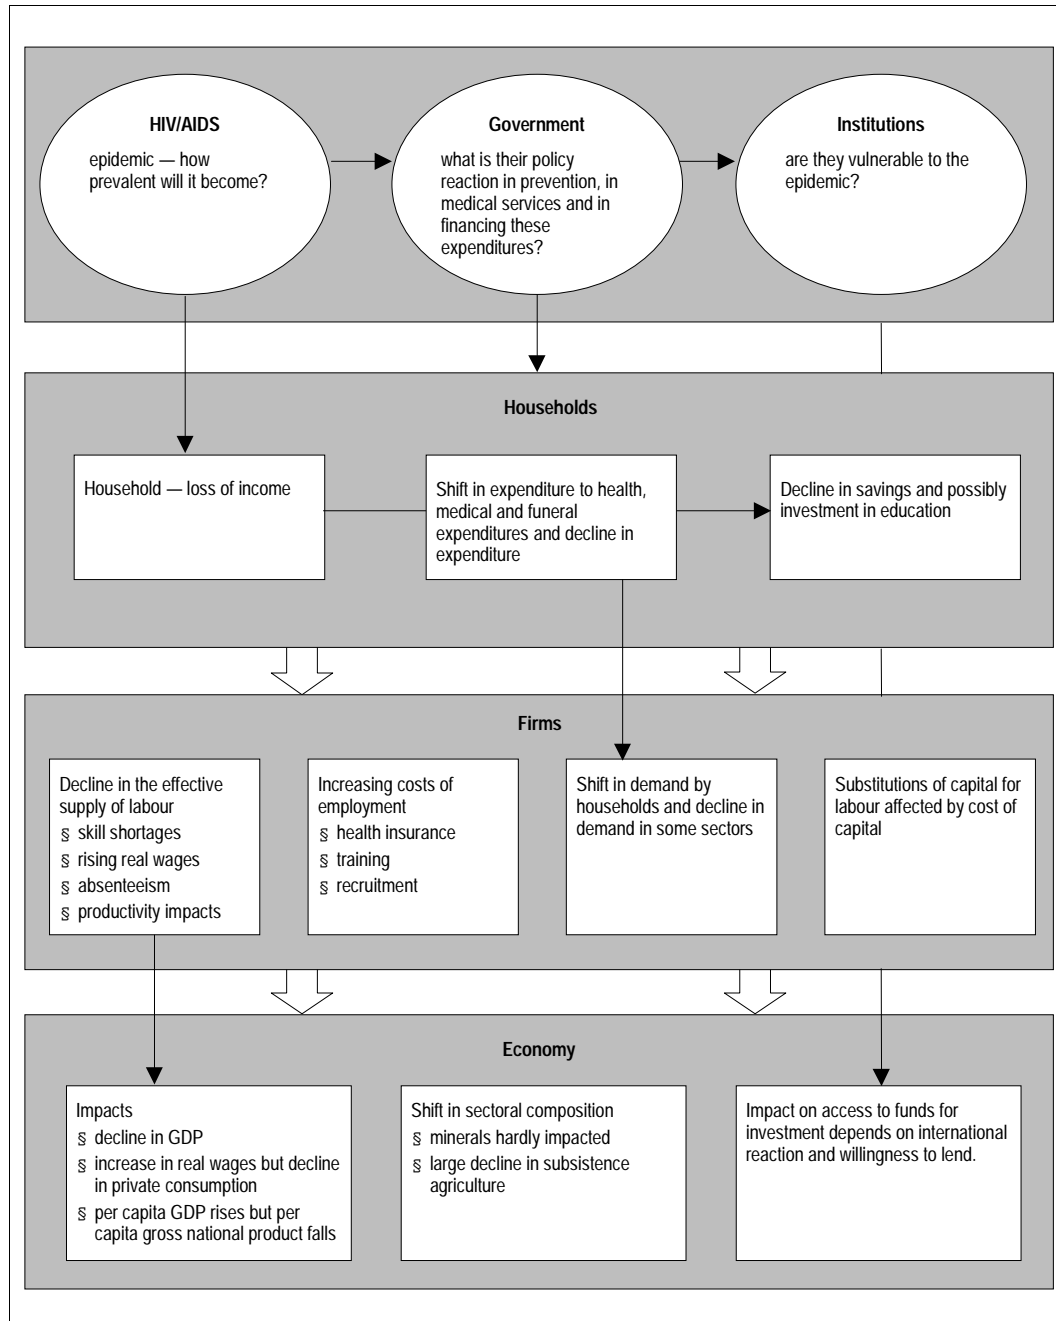 HIV/AIDS
epidemic — how
prevalent will it become?
Government
what is their policy
reaction in prevention, in
medical services and in
financing these
expenditures?
Institutions
are they vulnerable to the
epidemic?
Households
Household — loss of income
Shift in expenditure to health,
medical and funeral
expenditures and decline in
expenditure
Decline in savings and possibly
investment in education
Firms
Decline in the effective
supply of labour
§ skill shortages
§ rising real wages
§ absenteeism
§ productivity impacts
Increasing costs of
employment
§ health insurance
§ training
§ recruitment
Shift in demand by
households and decline in
demand in some sectors
Substitutions of capital for
labour affected by cost of
capital
Economy
Impacts
§ decline in GDP
§ increase in real wages but decline
in private consumption
§ per capita GDP rises but per
capita gross national product falls
Shift in sectoral composition
§ minerals hardly impacted
§ large decline in subsistence
agriculture
Impact on access to funds for
investment depends on international
reaction and willingness to lend.